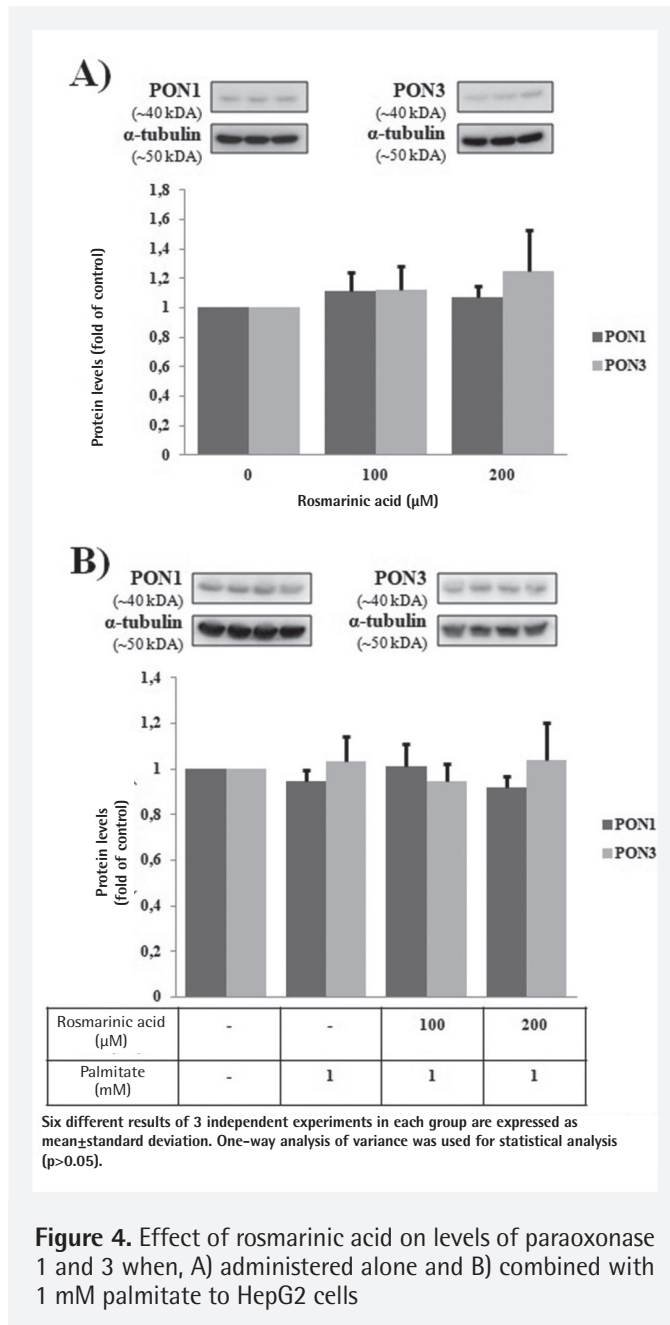 A)
PON1
(~40 kDA)
α-tubulin
(~50 kDA)
PON3
(~40 kDA)
α-tubulin
(~50 kDA)
Protein levels (fold of control)
1,8
1,6
1,4
1,2
1
0,8
0,6
0,4
0,2
0
0 100 200
Rosmarinic acid (µM)
PON1
PON3
B)
PON1
(~40 kDA)
α-tubulin
(~50 kDA)
PON3
(~40 kDA)
α-tubulin
(~50 kDA)
Protein levels
(fold of control)
1,4
1,2
1
0,8
0,6
0,4
0,2
0
PON1
PON3
Rosmarinic acid
(µM)
- - 100 200
Palmitate
(mM)
- 1 1 1
Six different results of 3 independent experiments in each group are expressed as
mean±standard deviation. One-way analysis of variance was used for statistical analysis
(p>0.05).
Figure 4. Effect of rosmarinic acid on levels of paraoxonase
1 and 3 when, A) administered alone and B) combined with
1 mM palmitate to HepG2 cells